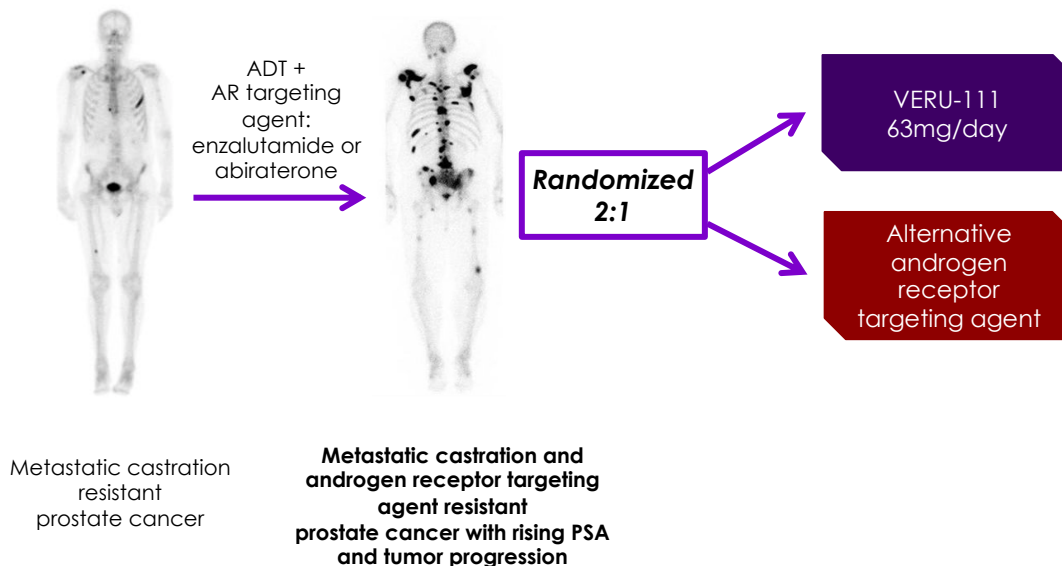 ADT +
AR targeting
agent:
enzalutamide or
abiraterone
Randomized
2:1
VERU-111
63mg/day
Alternative
androgen
receptor
targeting agent
Metastatic castration
resistant
prostate cancer
Metastatic castration and
androgen receptor targeting
agent resistant
prostate cancer with rising PSA
and tumor progression